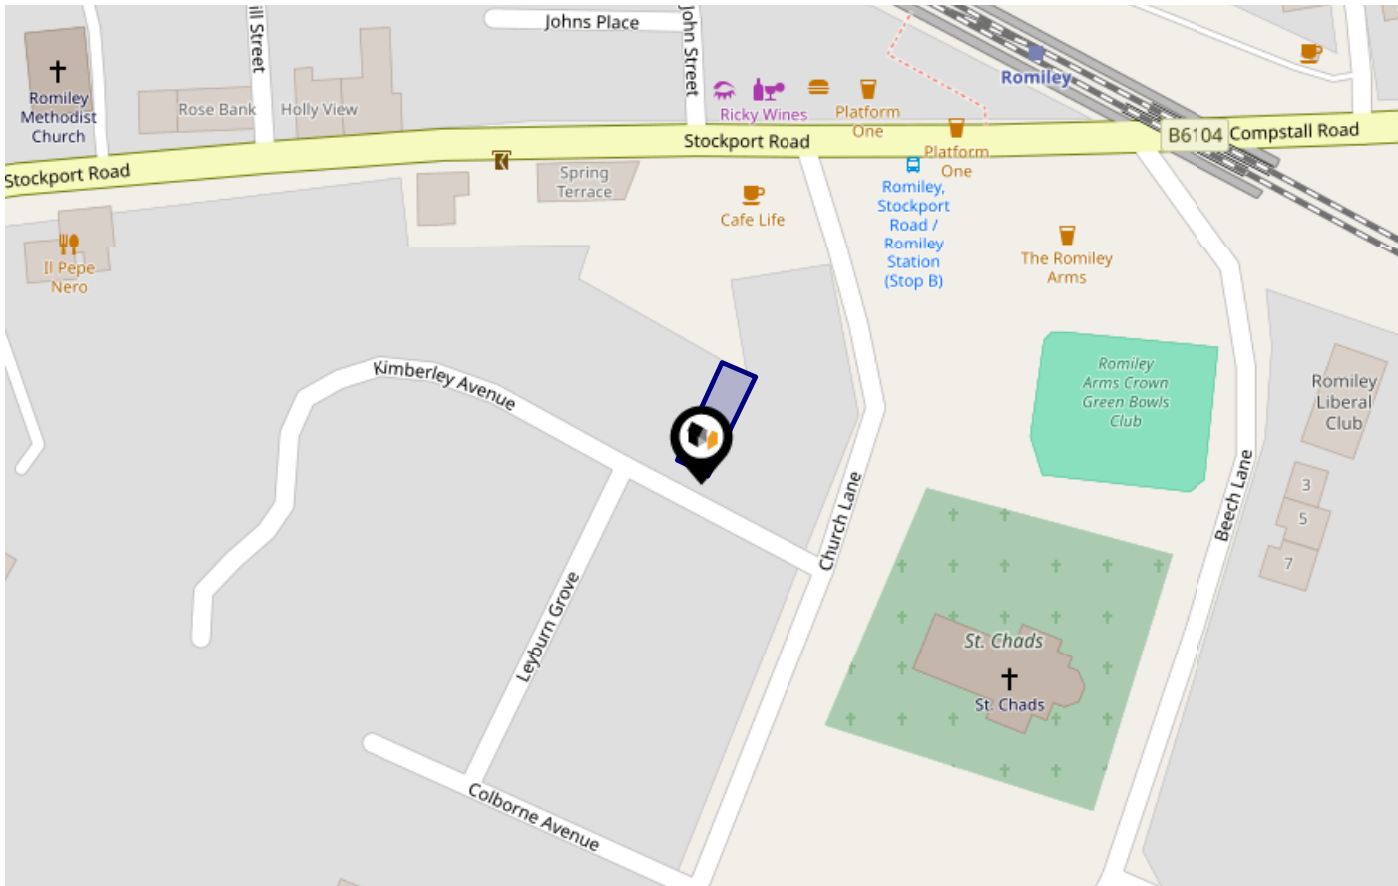 ill Street
Johns Place
John Street
Romiley
Romiley
Methodist
Church
Rose Bank
Holly View
Ricky Wines
Platform
One
Stockport Road
B6104
Compstall Road
Platform
One
Stockport Road
Spring
Terrace
Cafe Life
Romiley,
Stockport
Road /
Romiley
Station
(Stop B)
The Romiley
Arms
Il Pepe
Nero
Kimberley Avenue
Romiley
Arms Crown
Green Bowls
Club
Romiley
Liberal
Club
3
5
7
Church Lane
Beech Lane
Leyburn Grove
St. Chads
St. Chads
Colborne Avenue